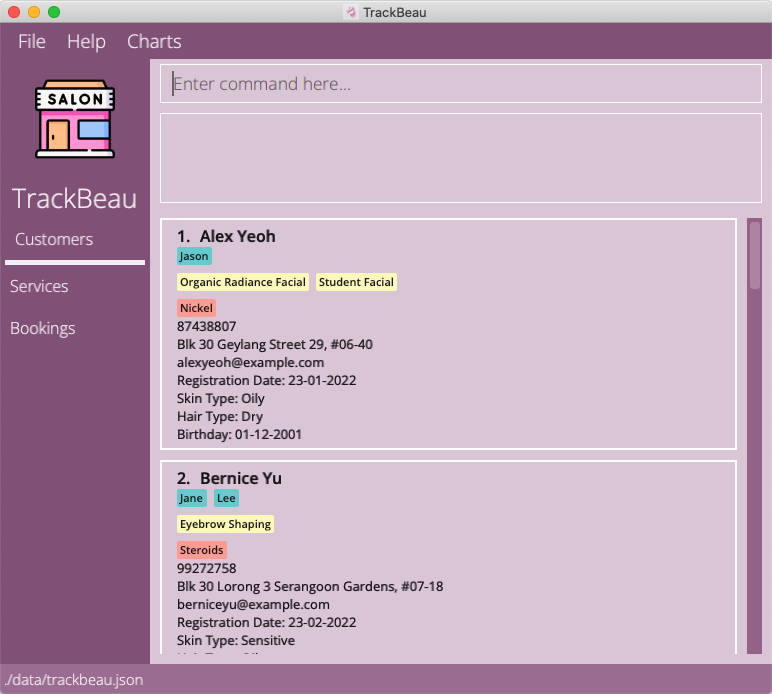 TrackBeau
File Help Charts
SALON
TrackBeau
Customers
Services
Bookings
Enter command here...
1. Alex Yeoh
Jason
Organic Radiance Facial Student Facial
Nickel
87438807
Blk 30 Geylang Street 29, #06-40
alexyeoh@example.com
Registration Date: 23-01-2022
Skin Type: Oily
Hair Type: Dry
Birthday: 01-12-2001
2. Bernice Yu
Jane Lee
Eyebrow Shaping
Steroids
99272758
Blk 30 Lorong 3 Serangoon Gardens, #07-18
berniceyu@example.com
Registration Date: 23-02-2022
Skin Type: Sensitive
./data/trackbeau.json